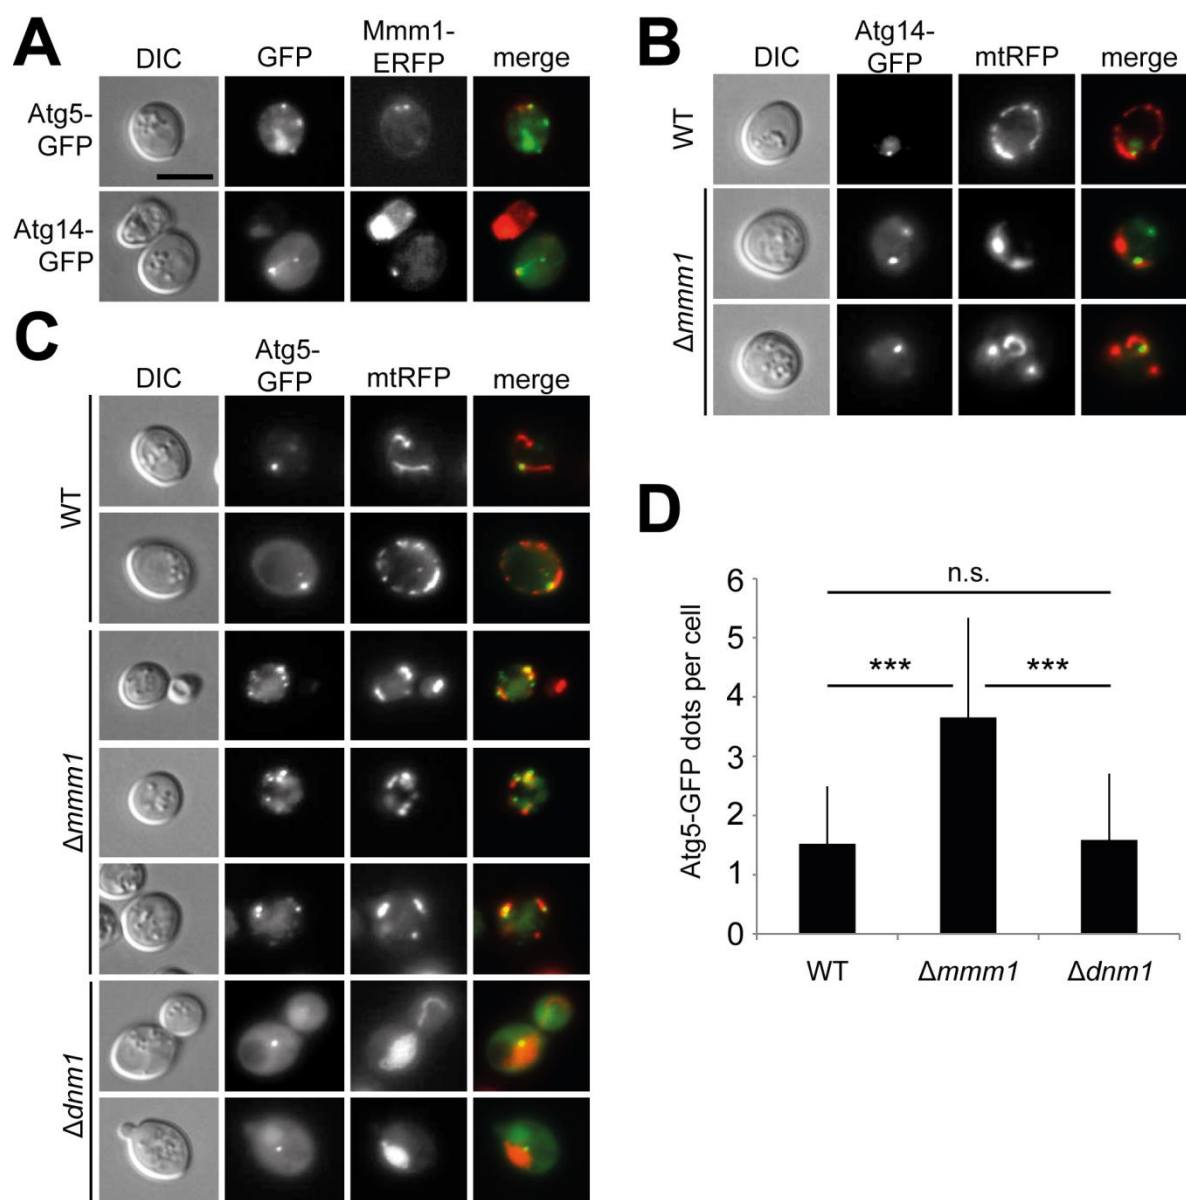 A
DIC
GFP
Mmm1-
ERFP
merge
Atg5-
GFP
Atg14-
GFP
B
DIC
Atg14-
GFP
mtRFP
merge
WT
Δmmm1
C
DIC
Atg5-
GFP
mtRFP
merge
WT
Δmmm1
Δdnm1
D
Atg5-GFP dots per cell
6
5
4
3
2
1
0
n.s.
*** ***
WT Δmmm1 Δdnm1